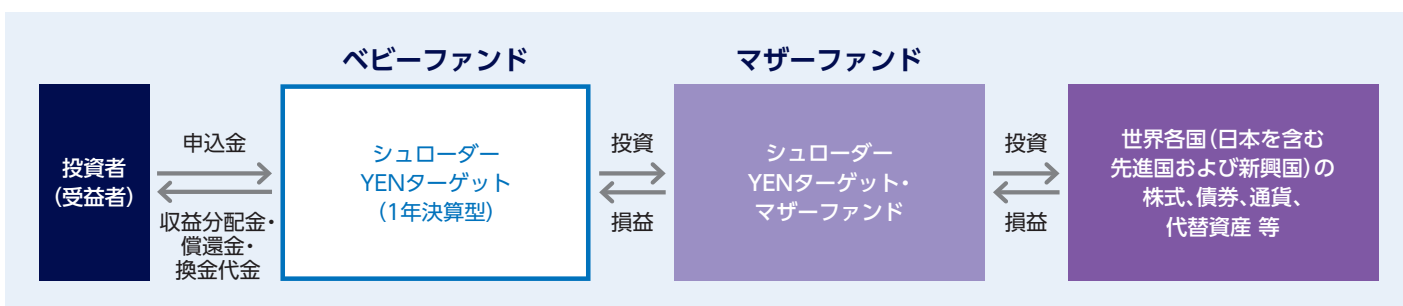 ベビーファンド
マザーファンド
投資者
(受益者)
申込金
収益分配金・
償還金・
換金代金
シュローダー
YENターゲット
(1年決算型)
投資
損益
シュローダー
YENターゲット・
マザーファンド
投資
損益
世界各国(日本を含む
先進国および新興国)の
株式、債券、通貨、
代替資産 等